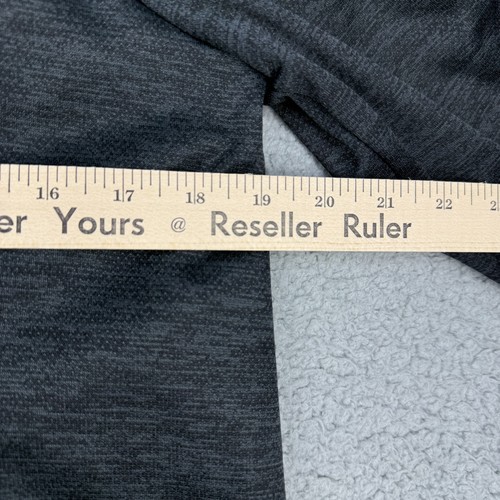 16 17 18 19 20 21 22
er Yours @ Reseller Ruler